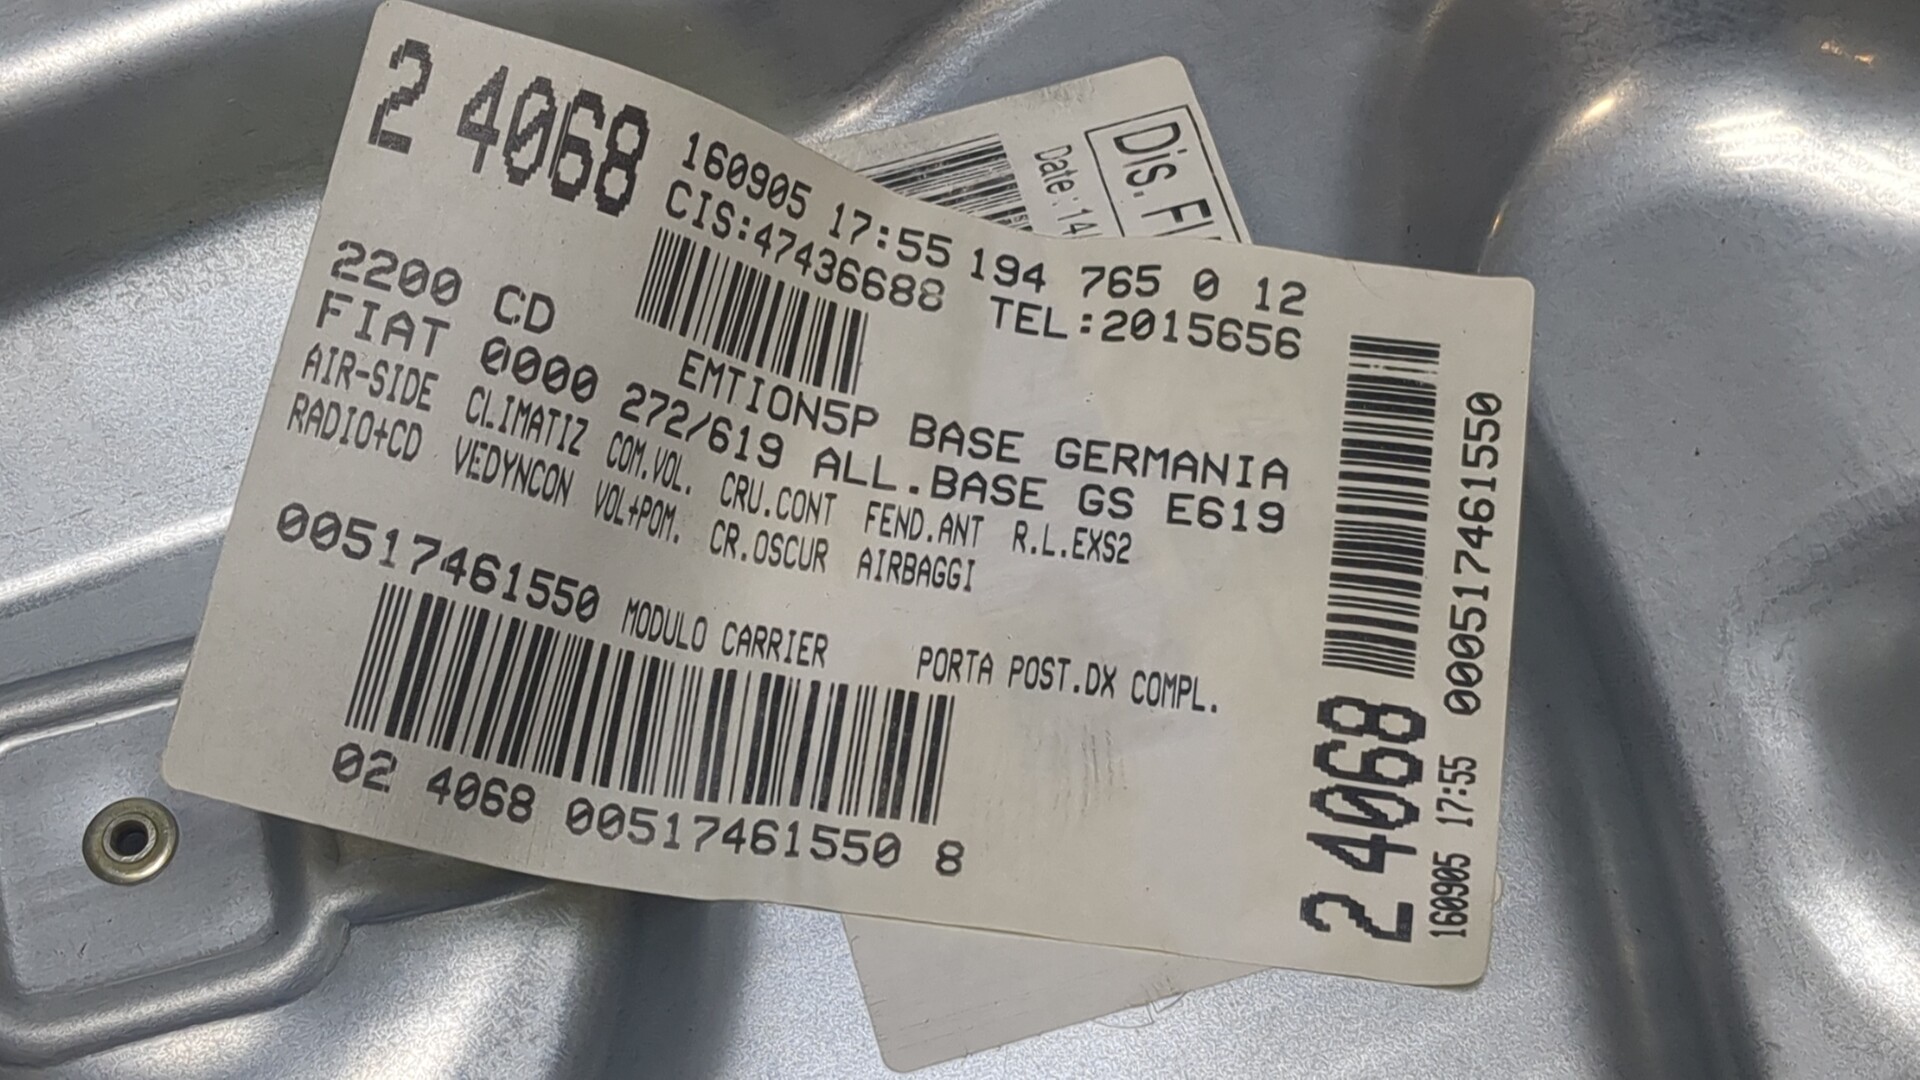 2 4068
160905 17:55 194 765 0 12
CIS:47436688 TEL:2015656
2200 CD EMTION5P BASE GERMANIA
FIAT 0000 272/619 ALL.BASE GS E619
AIR-SIDE CLIMATIZ COM.VOL. CRU.CONT FEND.ANT R.L.EXS2
RADIO+CD VEDYNCON VOL+POM. CR.OSCUR AIRBAGGI
00517461550 MODULO CARRIER PORTA POST.DX COMPL.
02 4068 00517461550 8
2 4068
160905 17:55 00517461550
Dis.
Date: 14